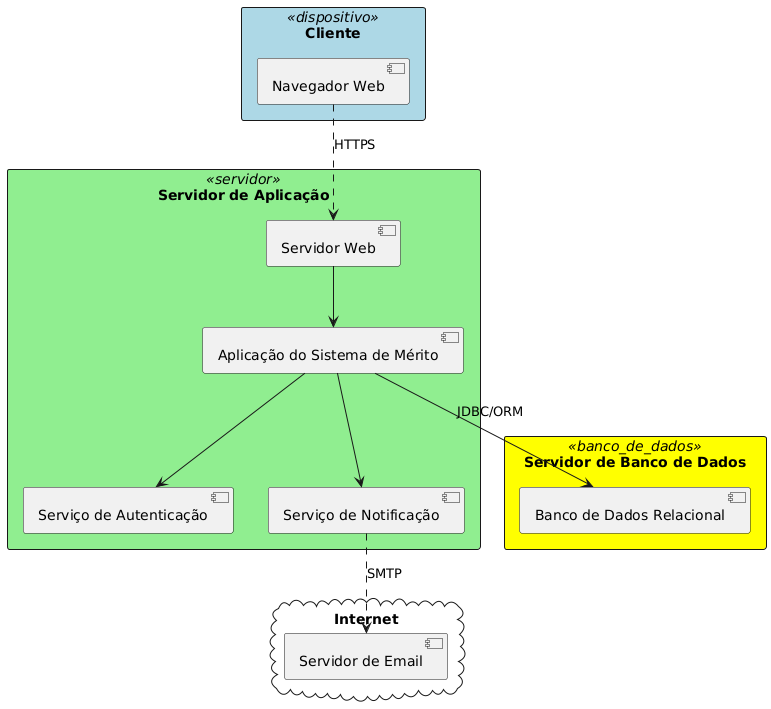 «dispositivo»
Cliente
Navegador Web
HTTPS
«servidor»
Servidor de Aplicação
Servidor Web
Aplicação do Sistema de Mérito
JDBC/ORM
«banco_de_dados»
Servidor de Banco de Dados
Serviço de Autenticação
Serviço de Notificação
Banco de Dados Relacional
SMTP
Internet
Servidor de Email